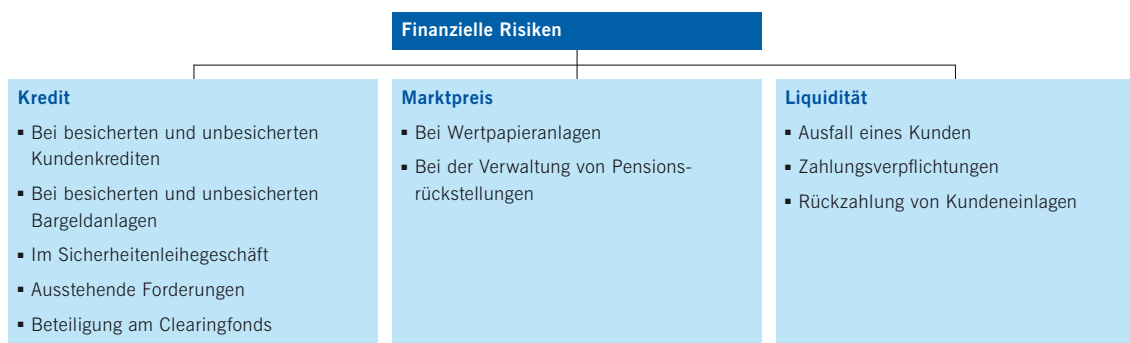 Finanzielle Risiken
Kredit
▪ Bei besicherten und unbesicherten
Kundenkrediten
▪ Bei besicherten und unbesicherten
Bargeldanlagen
▪ Im Sicherheitenleihegeschäft
▪ Ausstehende Forderungen
▪ Beteiligung am Clearingfonds
Marktpreis
▪ Bei Wertpapieranlagen
▪ Bei der Verwaltung von Pensions-
rückstellungen
Liquidität
▪ Ausfall eines Kunden
▪ Zahlungsverpflichtungen
▪ Rückzahlung von Kundeneinlagen